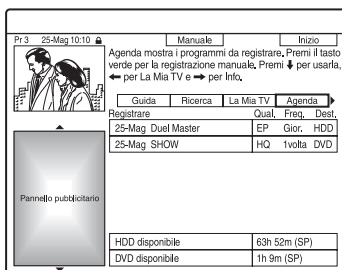 Pr 3 25-Mag 10:10
Manuale
Inizio
Agenda mostra i programmi da registrare. Premi il tasto
verde per la registrazione manuale. Premi ⬇ per usarla,
⬅ per La Mia TV e ➡ per Info.
Guida Ricerca La Mia TV Agenda
Registrare Qual. Freq. Dest.
25-Mag Duel Master EP Gior. HDD
25-Mag SHOW HQ 1volta DVD
Pannello pubblicitario
HDD disponibile 63h 52m (SP)
DVD disponibile 1h 9m (SP)